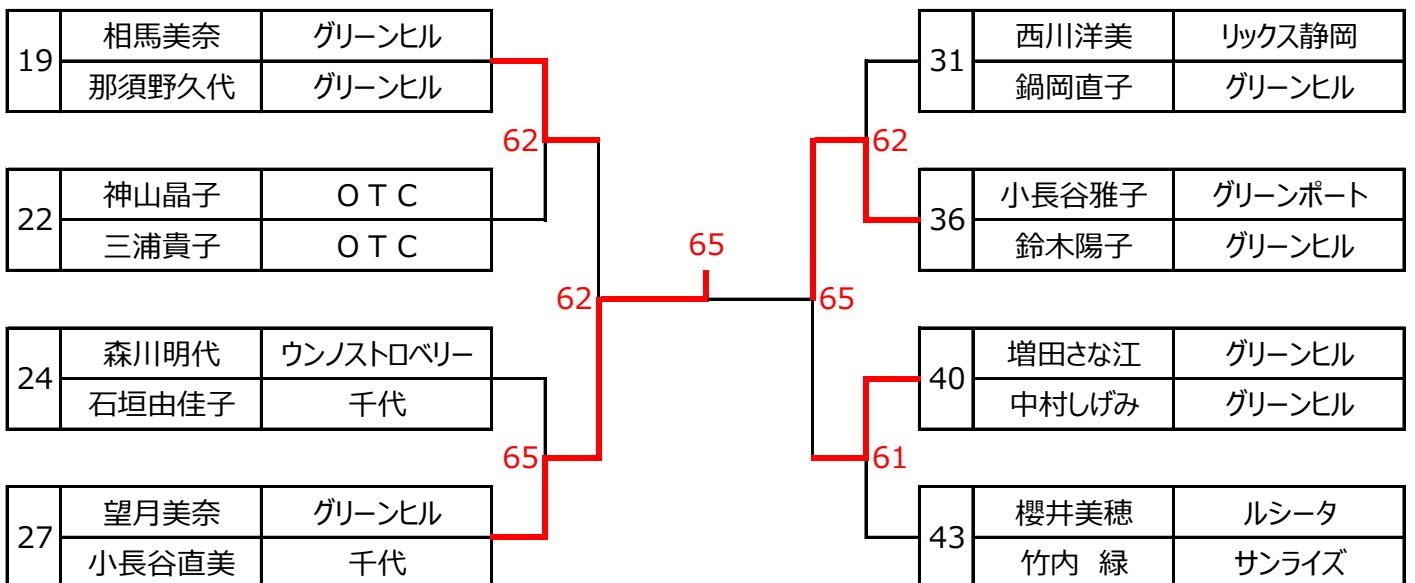 19 相馬美奈 グリーンヒル
那須野久代 グリーンヒル
62
22 神山晶子 ＯＴＣ
三浦貴子 ＯＴＣ
62
24 森川明代 ウンノストロベリー
石垣由佳子 千代
65
27 望月美奈 グリーンヒル
小長谷直美 千代
65
31 西川洋美 リックス静岡
鍋岡直子 グリーンヒル
62
36 小長谷雅子 グリーンポート
鈴木陽子 グリーンヒル
65
40 増田さな江 グリーンヒル
中村しげみ グリーンヒル
61
43 櫻井美穂 ルシータ
竹内 緑 サンライズ